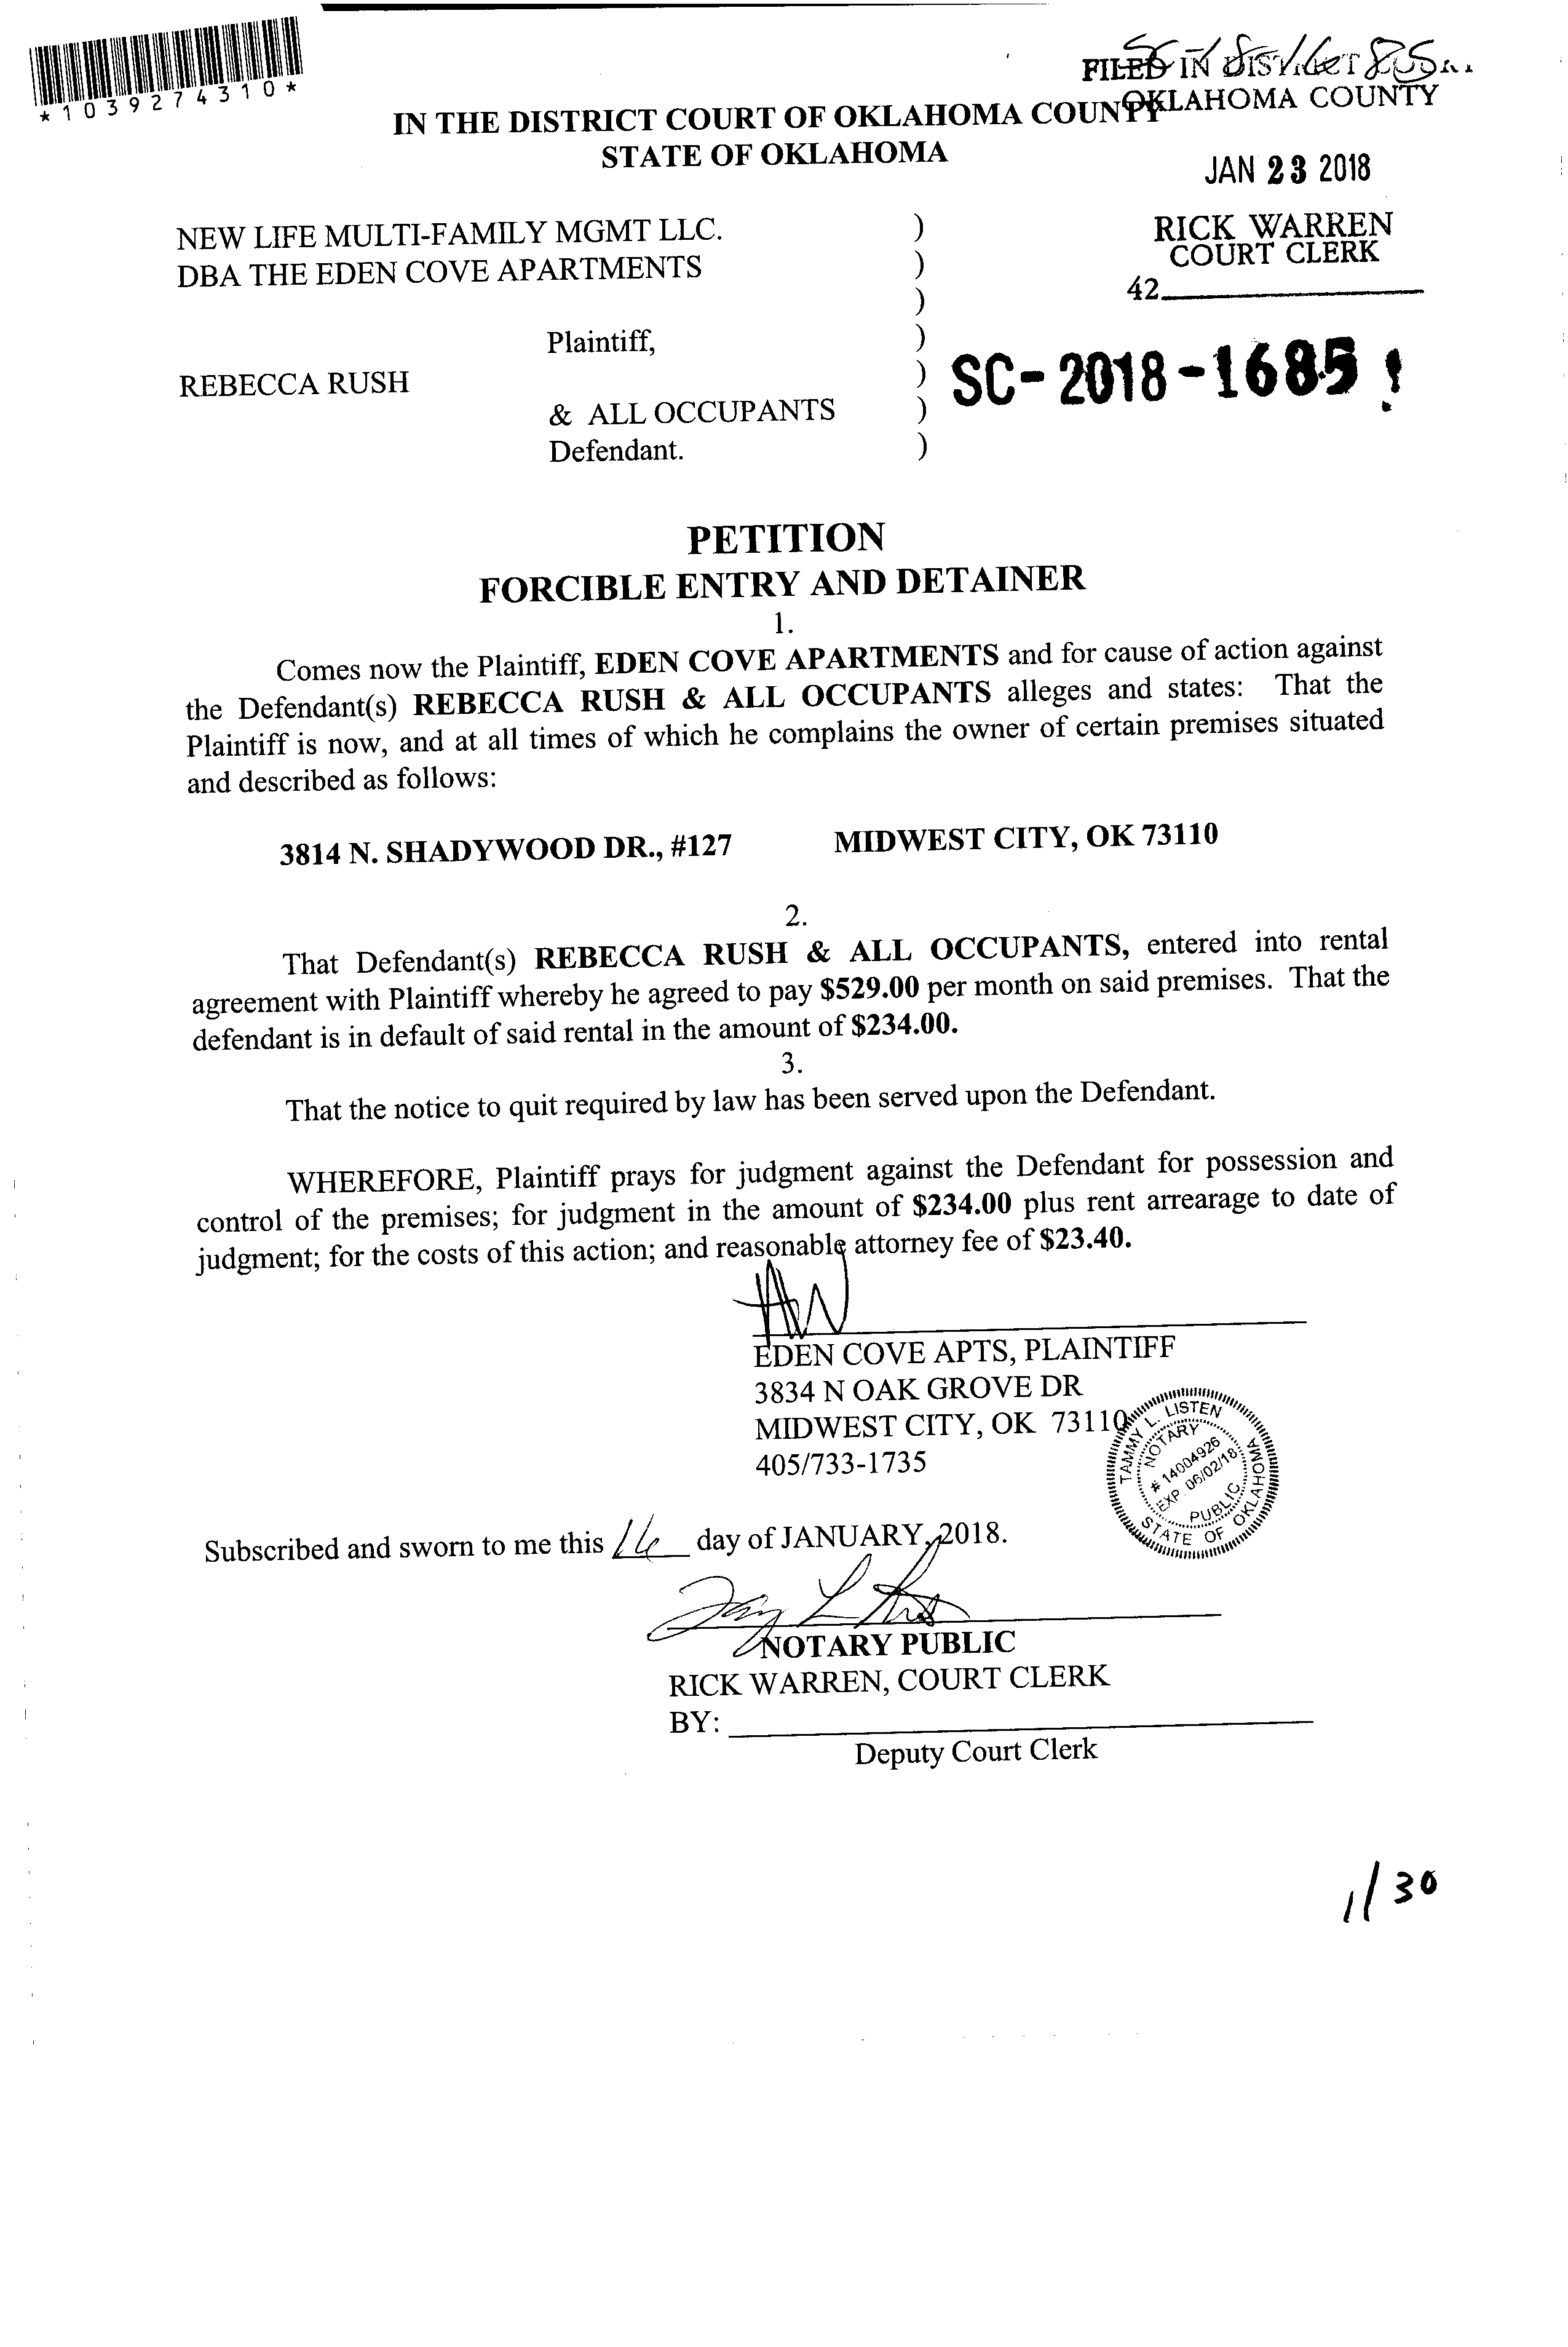 *1039274310*
SC-18-1685
FILED IN DISTRICT
OKLAHOMA COUNTY
IN THE DISTRICT COURT OF OKLAHOMA COUNTY
STATE OF OKLAHOMA
JAN 23 2018
RICK WARREN
COURT CLERK
42
NEW LIFE MULTI-FAMILY MGMT LLC. )
DBA THE EDEN COVE APARTMENTS )
)
Plaintiff, )
REBECCA RUSH )
& ALL OCCUPANTS )
Defendant. )
SC-2018-1685
PETITION
FORCIBLE ENTRY AND DETAINER
1.
Comes now the Plaintiff, EDEN COVE APARTMENTS and for cause of action against
the Defendant(s) REBECCA RUSH & ALL OCCUPANTS alleges and states: That the
Plaintiff is now, and at all times of which he complains the owner of certain premises situated
and described as follows:
3814 N. SHADYWOOD DR., #127 MIDWEST CITY, OK 73110
2.
That Defendant(s) REBECCA RUSH & ALL OCCUPANTS, entered into rental
agreement with Plaintiff whereby he agreed to pay $529.00 per month on said premises. That the
defendant is in default of said rental in the amount of $234.00.
3.
That the notice to quit required by law has been served upon the Defendant.
WHEREFORE, Plaintiff prays for judgment against the Defendant for possession and
control of the premises; for judgment in the amount of $234.00 plus rent arrearage to date of
judgment; for the costs of this action; and reasonable attorney fee of $23.40.
EDEN COVE APTS, PLAINTIFF
3834 N OAK GROVE DR
MIDWEST CITY, OK 73110
405/733-1735
TAMMY L. LISTEN
NOTARY
# 14004926
EXP. 06/02/18
PUBLIC
STATE OF OKLAHOMA
Subscribed and sworn to me this day of JANUARY, 2018.
NOTARY PUBLIC
RICK WARREN, COURT CLERK
BY:
Deputy Court Clerk
1/30